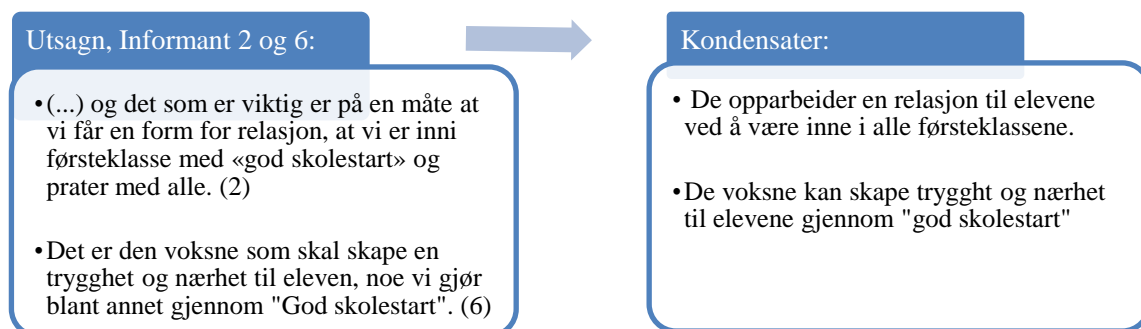 Utsagn, Informant 2 og 6:
•(...) og det som er viktig er på en måte at
vi får en form for relasjon, at vi er inni
førsteklasse med «god skolestart» og
prater med alle. (2)
•Det er den voksne som skal skape en
trygghet og nærhet til eleven, noe vi gjør
blant annet gjennom "God skolestart". (6)
Kondensater:
• De opparbeider en relasjon til elevene
ved å være inne i alle førsteklassene.
•De voksne kan skape trygght og nærhet
til elevene gjennom "god skolestart"